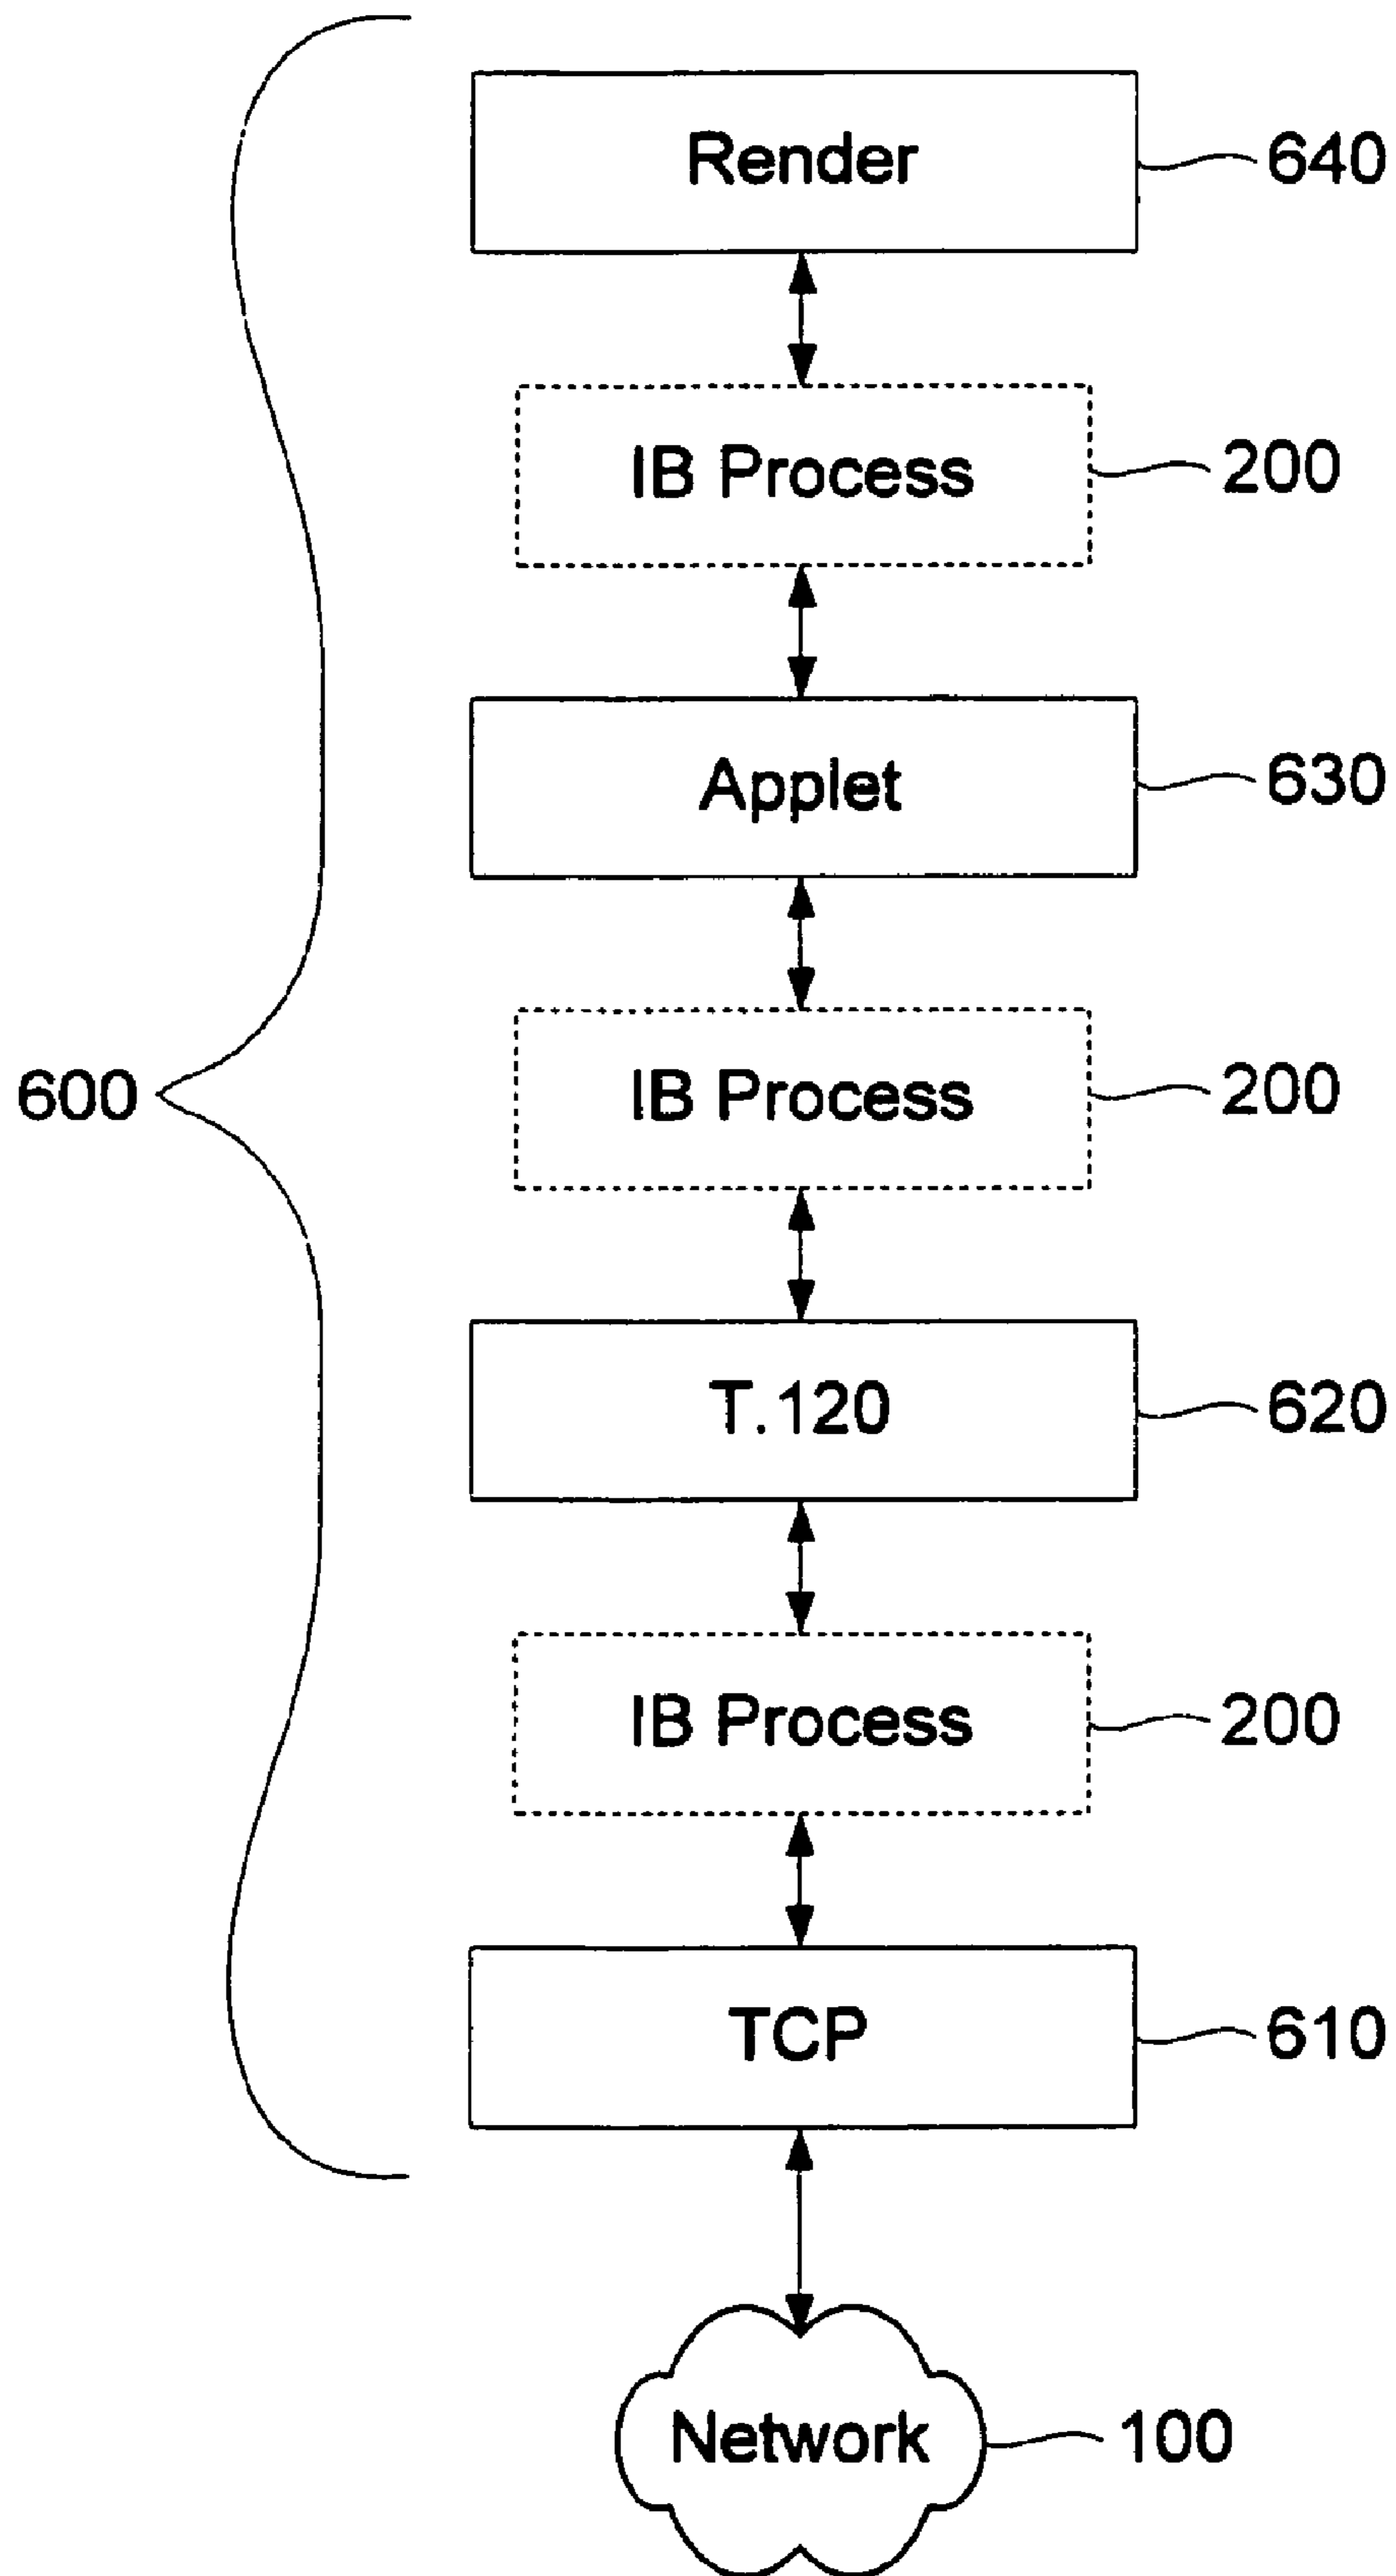 Render
640
IB Process
200
Applet
630
IB Process
200
600
T.120
620
IB Process
200
TCP
610
Network
100